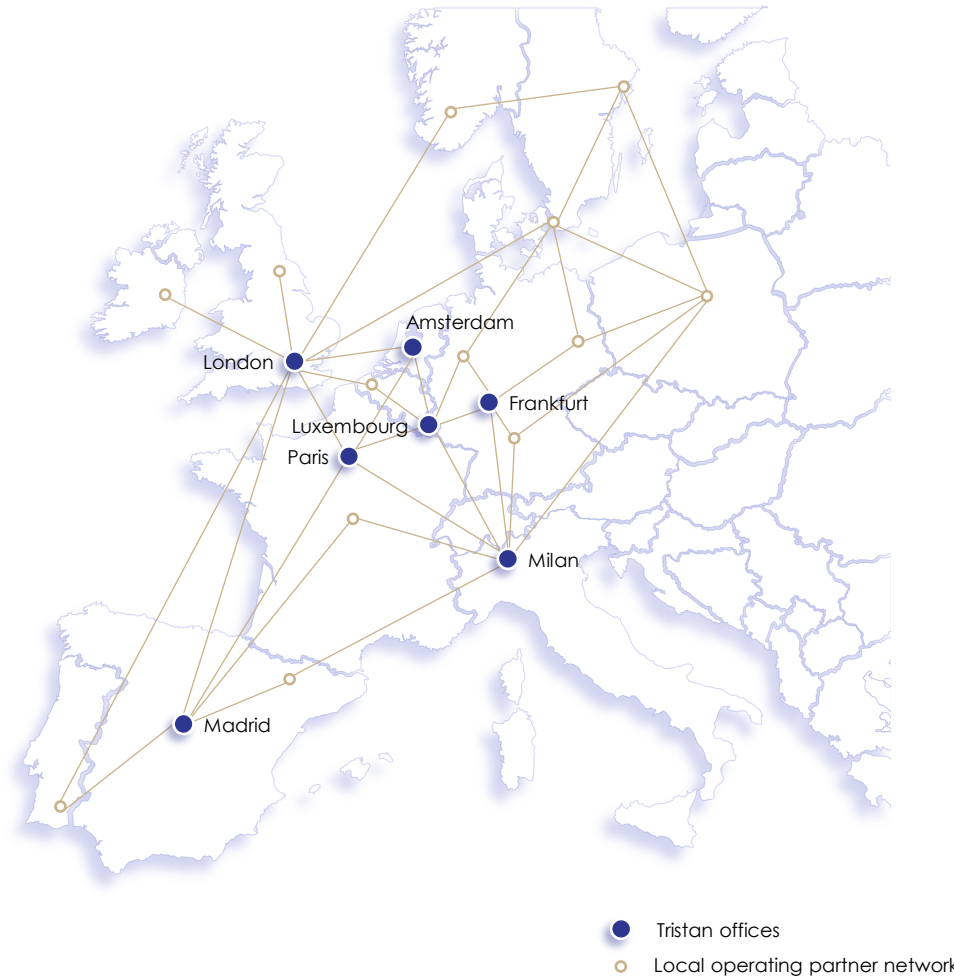 Amsterdam
London
Frankfurt
Luxembourg
Paris
Milan
Madrid
Tristan offices
Local operating partner network